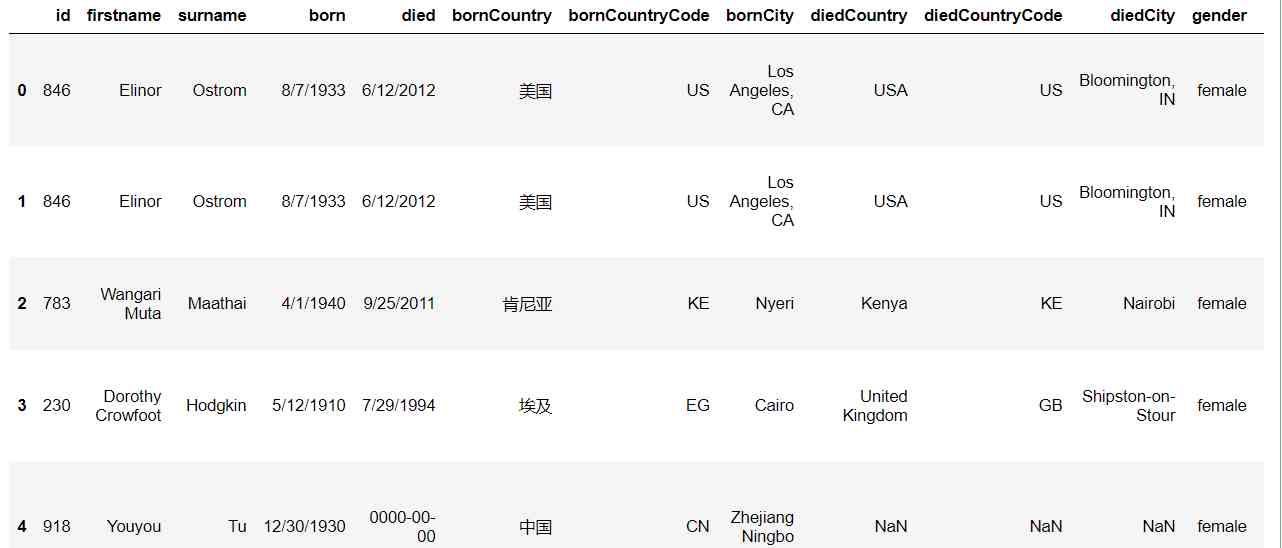 id firstname surname born died bornCountry bornCountryCode bornCity diedCountry diedCountryCode diedCity gender
0 846 Elinor Ostrom 8/7/1933 6/12/2012 美国 US Los Angeles, CA USA US Bloomington, IN female
1 846 Elinor Ostrom 8/7/1933 6/12/2012 美国 US Los Angeles, CA USA US Bloomington, IN female
2 783 Wangari Muta Maathai 4/1/1940 9/25/2011 肯尼亚 KE Nyeri Kenya KE Nairobi female
3 230 Dorothy Crowfoot Hodgkin 5/12/1910 7/29/1994 埃及 EG Cairo United Kingdom GB Shipston-on-Stour female
4 918 Youyou Tu 12/30/1930 0000-00-00 中国 CN Zhejiang Ningbo NaN NaN NaN female